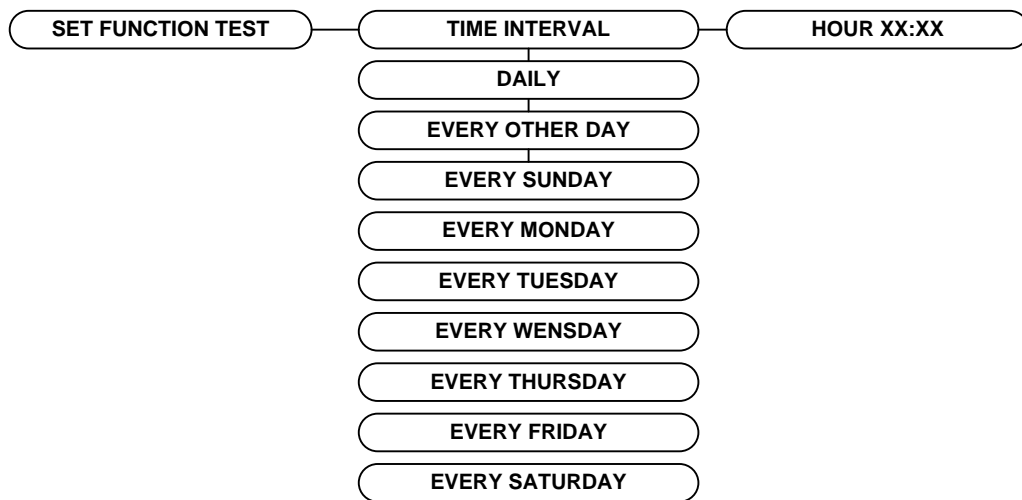 SET FUNCTION TEST
TIME INTERVAL
HOUR XX:XX
DAILY
EVERY OTHER DAY
EVERY SUNDAY
EVERY MONDAY
EVERY TUESDAY
EVERY WENSDAY
EVERY THURSDAY
EVERY FRIDAY
EVERY SATURDAY